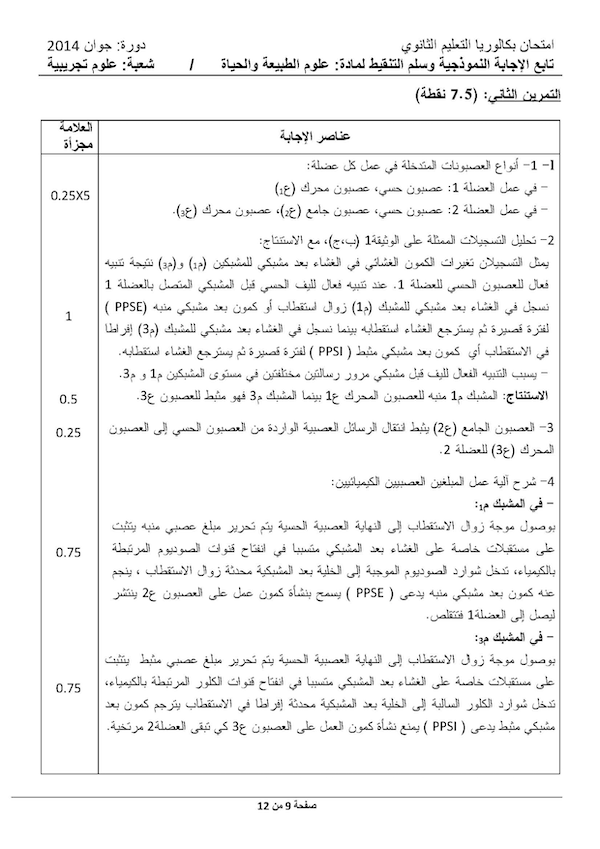 امتحان بكالوريا التعليم الثانوي دورة: جوان 2014
تابع الإجابة النموذجية وسلم التنقيط لمادة: علوم الطبيعة والحياة / شعبة: علوم تجريبية
التمرين الثاني: (7.5 نقطة)
عناصر الإجابة العلامة مجزأة
I- 1- أنواع العصبونات المتدخلة في عمل كل عضلة:
- في عمل العضلة 1: عصبون حسي، عصبون محرك (ع1)
0.25X5
- في عمل العضلة 2: عصبون حسي، عصبون جامع (ع2)، عصبون محرك (ع3).
2- تحليل التسجيلات الممثلة على الوثيقة1 (ب،ج)، مع الاستنتاج:
يمثل التسجيلان تغيرات الكمون الغشائي في الغشاء بعد مشبكي للمشبكين (م1) و(م3) نتيجة تنبيه
فعال للعصبون الحسي للعضلة 1. عند تنبيه فعال لليف الحسي قبل المشبكي المتصل بالعضلة 1
نسجل في الغشاء بعد مشبكي للمشبك (م1) زوال استقطاب أو كمون بعد مشبكي منبه (PPSE )
1
لفترة قصيرة ثم يسترجع الغشاء استقطابه بينما نسجل في الغشاء بعد مشبكي للمشبك (م3) إفراطا
في الاستقطاب أي كمون بعد مشبكي مثبط ( PPSI ) لفترة قصيرة ثم يسترجع الغشاء استقطابه.
- يسبب التنبيه الفعال لليف قبل مشبكي مرور رسالتين مختلفتين في مستوى المشبكين م1 و م3.
الاستنتاج: المشبك م1 منبه للعصبون المحرك ع1 بينما المشبك م3 فهو مثبط للعصبون ع3.
0.5
3- العصبون الجامع (ع2) يثبط انتقال الرسائل العصبية الواردة من العصبون الحسي إلى العصبون
0.25
المحرك (ع3) للعضلة 2.
4- شرح آلية عمل المبلغين العصبيين الكيميائيين:
- في المشبك م1:
بوصول موجة زوال الاستقطاب إلى النهاية العصبية الحسية يتم تحرير مبلغ عصبي منبه يتثبت
على مستقبلات خاصة على الغشاء بعد المشبكي متسببا في انفتاح قنوات الصوديوم المرتبطة
0.75
بالكيمياء، تدخل شوارد الصوديوم الموجبة إلى الخلية بعد المشبكية محدثة زوال الاستقطاب ، ينجم
عنه كمون بعد مشبكي منبه يدعى ( PPSE ) يسمح بنشأة كمون عمل على العصبون ع2 ينتشر
ليصل إلى العضلة1 فتتقلص.
- في المشبك م3:
بوصول موجة زوال الاستقطاب إلى النهاية العصبية الحسية يتم تحرير مبلغ عصبي مثبط يتثبت
على مستقبلات خاصة على الغشاء بعد المشبكي متسببا في انفتاح قنوات الكلور المرتبطة بالكيمياء،
0.75
تدخل شوارد الكلور السالبة إلى الخلية بعد المشبكية محدثة إفراطا في الاستقطاب يترجم كمون بعد
مشبكي مثبط يدعى ( PPSI ) يمنع نشأة كمون العمل على العصبون ع3 كي تبقى العضلة2 مرتخية.
صفحة 9 من 12